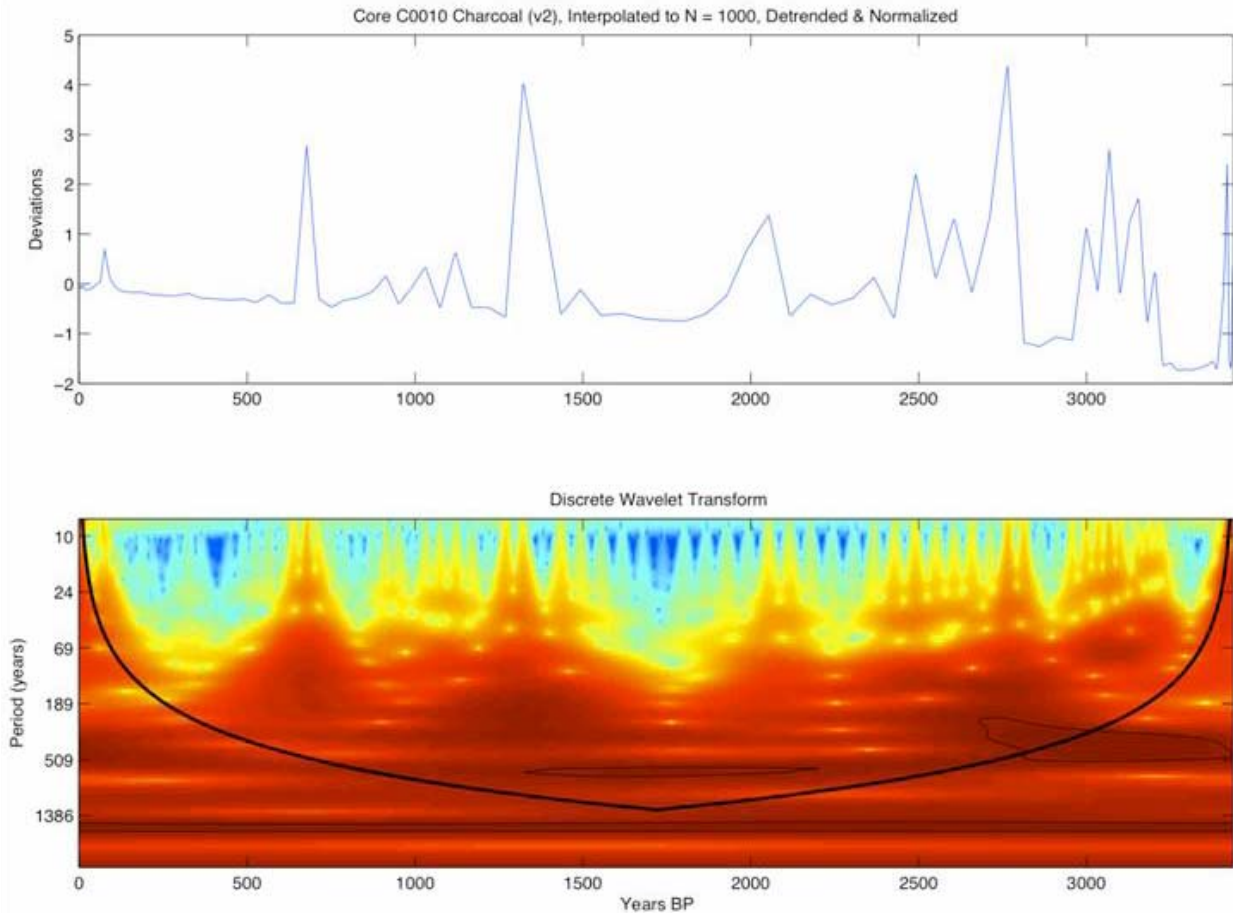 Core C0010 Charcoal (v2), Interpolated to N = 1000, Detrended & Normalized
5
4
3
2
1
0
−1
−2
Deviations
0 500 1000 1500 2000 2500 3000
Discrete Wavelet Transform
10
24
69
189
509
1386
Period (years)
0 500 1000 1500 2000 2500 3000
Years BP